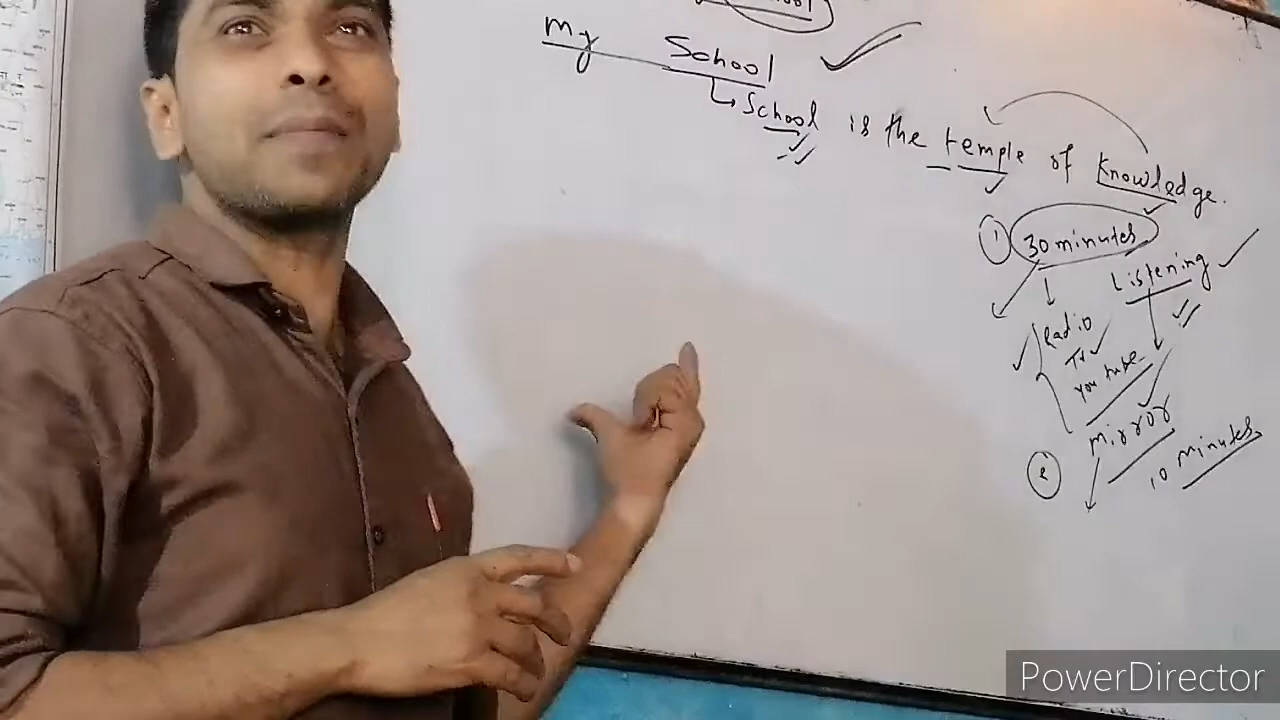 My School
School is the temple of knowledge.
1 30 minutes
Listening
Radio
TV
you tube
2 mirror
10 minutes
PowerDirector